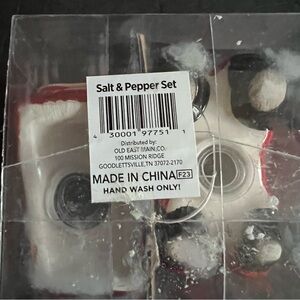 Salt & Pepper Set
4 30001 97751 1
Distributed by:
OLD EAST MAIN CO.
100 MISSION RIDGE
GOODLETTSVILLE, TN 37072-2170
MADE IN CHINA F23
HAND WASH ONLY!